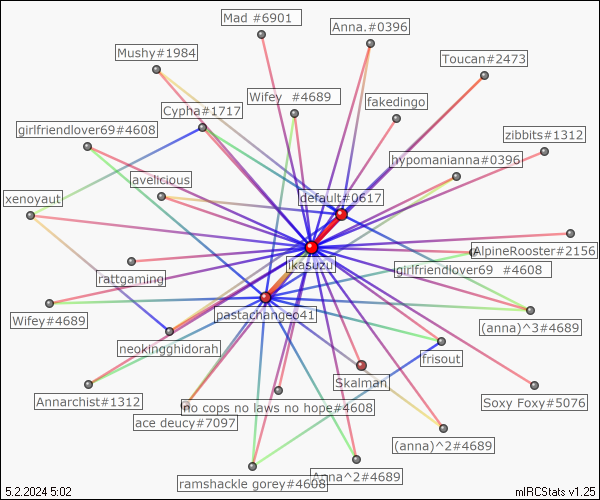 Mad #6901
Anna.#0396
Mushy#1984
Toucan#2473
Wifey  #4689
fakedingo
Cypha#1717
girlfriendlover69#4608
zibbits#1312
hypomanianna#0396
avelicious
xenoyaut
default#0617
AlpineRooster#2156
ikasuzu
girlfriendlover69  #4608
rattgaming
pastachangeo41
Wifey#4689
(anna)^3#4689
neokingghidorah
frisout
Skalman
Annarchist#1312
no cops no laws no hope#4608
Soxy Foxy#5076
ace deucy#7097
(anna)^2#4689
Anna^2#4689
ramshackle gorey#4608
5.2.2024 5:02
mIRCStats v1.25